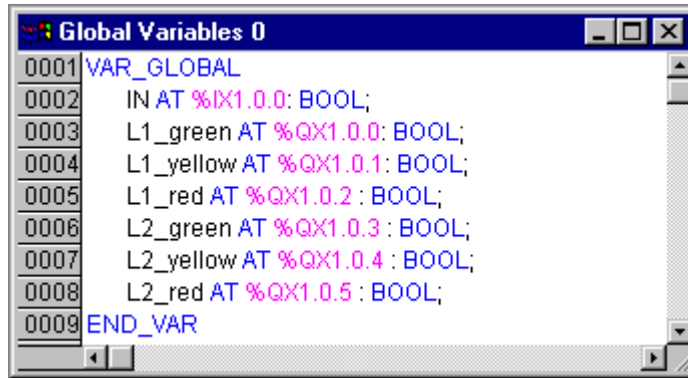 Global Variables 0
0001 VAR_GLOBAL
0002 IN AT %IX1.0.0: BOOL;
0003 L1_green AT %QX1.0.0: BOOL;
0004 L1_yellow AT %QX1.0.1: BOOL;
0005 L1_red AT %QX1.0.2 : BOOL;
0006 L2_green AT %QX1.0.3 : BOOL;
0007 L2_yellow AT %QX1.0.4 : BOOL;
0008 L2_red AT %QX1.0.5 : BOOL;
0009 END_VAR